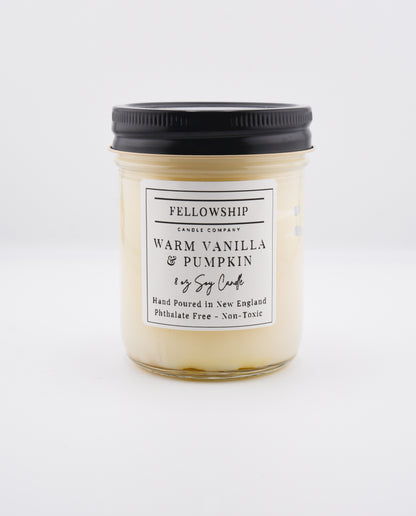 FELLOWSHIP
CANDLE COMPANY
WARM VANILLA
& PUMPKIN
8 oz Soy Candle
Hand Poured in New England
Phthalate Free - Non-Toxic